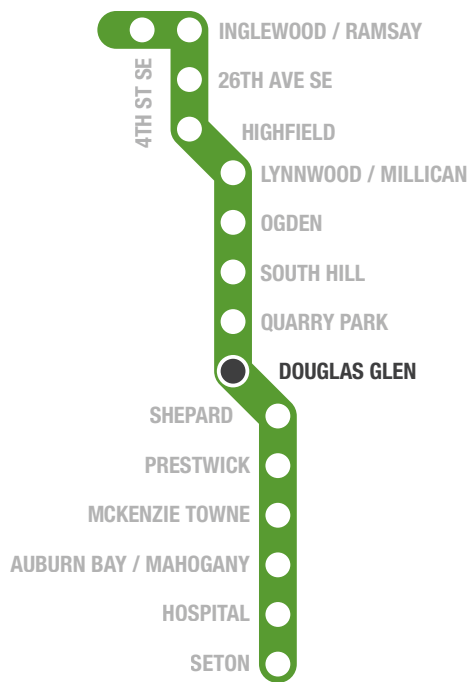 INGLEWOOD / RAMSAY
4TH ST SE
26TH AVE SE
HIGHFIELD
LYNNWOOD / MILLICAN
OGDEN
SOUTH HILL
QUARRY PARK
DOUGLAS GLEN
SHEPARD
PRESTWICK
MCKENZIE TOWNE
AUBURN BAY / MAHOGANY
HOSPITAL
SETON